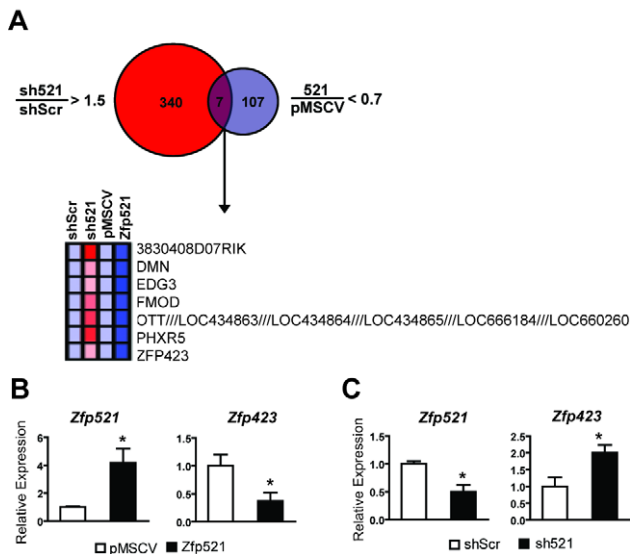 A
sh521
shScr
> 1.5
340
7
107
521
pMSCV
< 0.7
shScr
sh521
pMSCV
Zfp521
3830408D07RIK
DMN
EDG3
FMOD
OTT///LOC434863///LOC434864///LOC434865///LOC666184///LOC660260
PHXR5
ZFP423
B
Zfp521
Zfp423
Relative Expression
6
4
2
0
*
1.5
1.0
0.5
0.0
*
pMSCV
Zfp521
C
Zfp521
Zfp423
Relative Expression
1.5
1.0
0.5
0.0
*
2.5
2.0
1.5
1.0
0.5
0.0
*
shScr
sh521